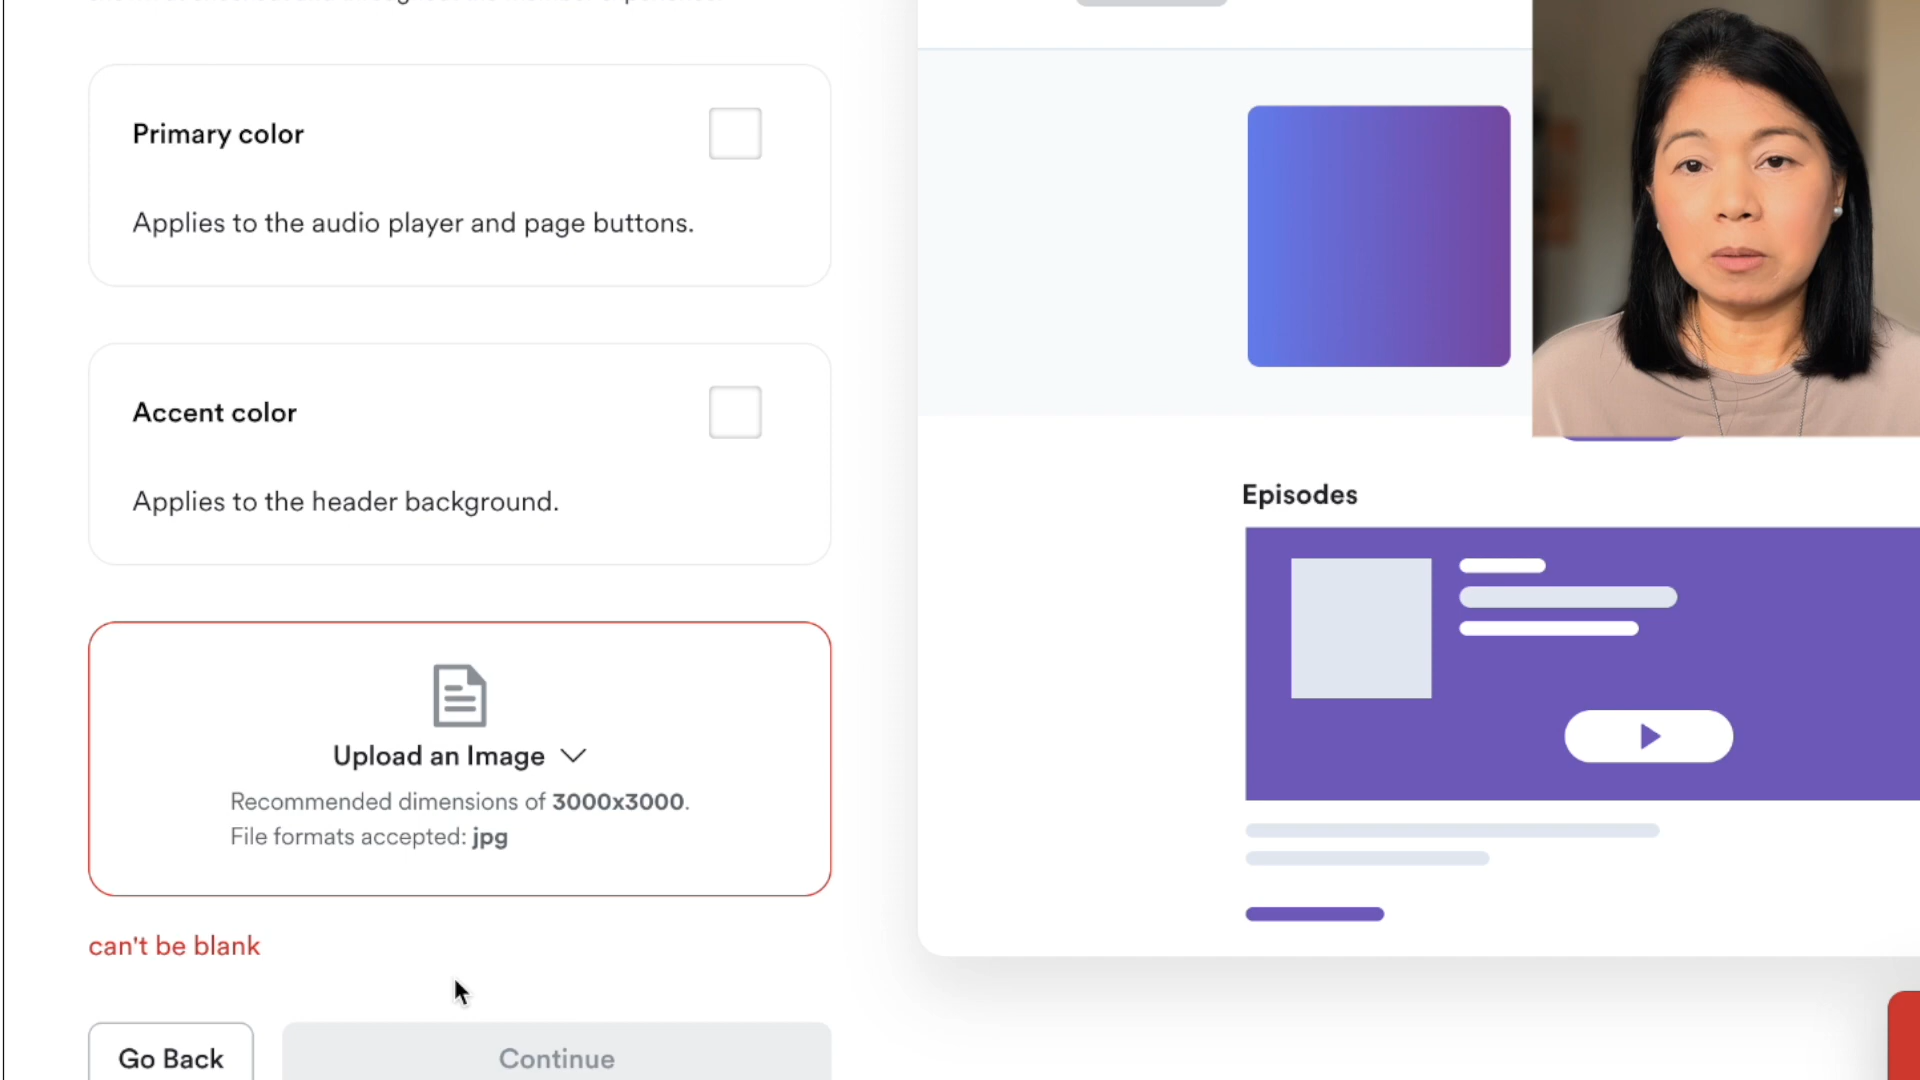 Primary color
Applies to the audio player and page buttons.
Accent color
Applies to the header background.
Upload an Image
Recommended dimensions of 3000x3000.
File formats accepted: jpg
can't be blank
Go Back
Continue
Episodes